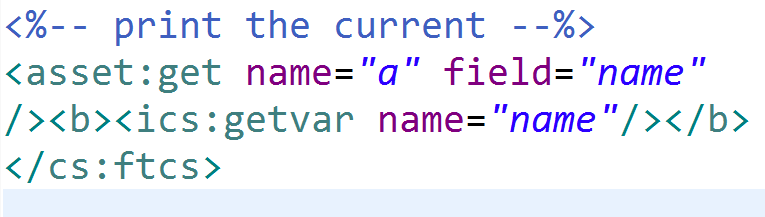 <%-- print the current --%>
<asset:get name="a" field="name"
/><b><ics:getvar name="name"/></b>
</cs:ftcs>